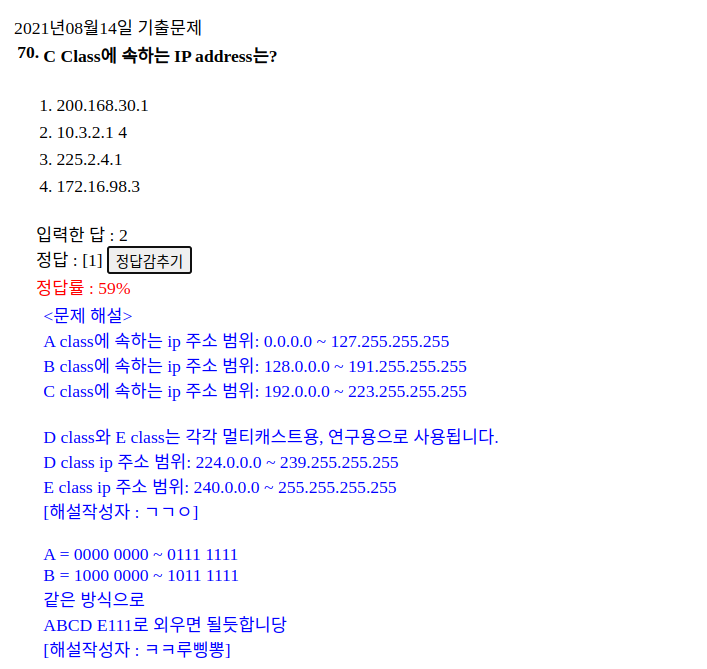 2021년08월14일 기출문제
70. C Class에 속하는 IP address는?
1. 200.168.30.1
2. 10.3.2.1 4
3. 225.2.4.1
4. 172.16.98.3
입력한 답 : 2
정답 : [1] 정답감추기
정답률 : 59%
<문제 해설>
A class에 속하는 ip 주소 범위: 0.0.0.0 ~ 127.255.255.255
B class에 속하는 ip 주소 범위: 128.0.0.0 ~ 191.255.255.255
C class에 속하는 ip 주소 범위: 192.0.0.0 ~ 223.255.255.255
D class와 E class는 각각 멀티캐스트용, 연구용으로 사용됩니다.
D class ip 주소 범위: 224.0.0.0 ~ 239.255.255.255
E class ip 주소 범위: 240.0.0.0 ~ 255.255.255.255
[해설작성자 : ㄱㄱㅇ]
A = 0000 0000 ~ 0111 1111
B = 1000 0000 ~ 1011 1111
같은 방식으로
ABCD E111로 외우면 될듯합니당
[해설작성자 : ㅋㅋ루삥뽕]